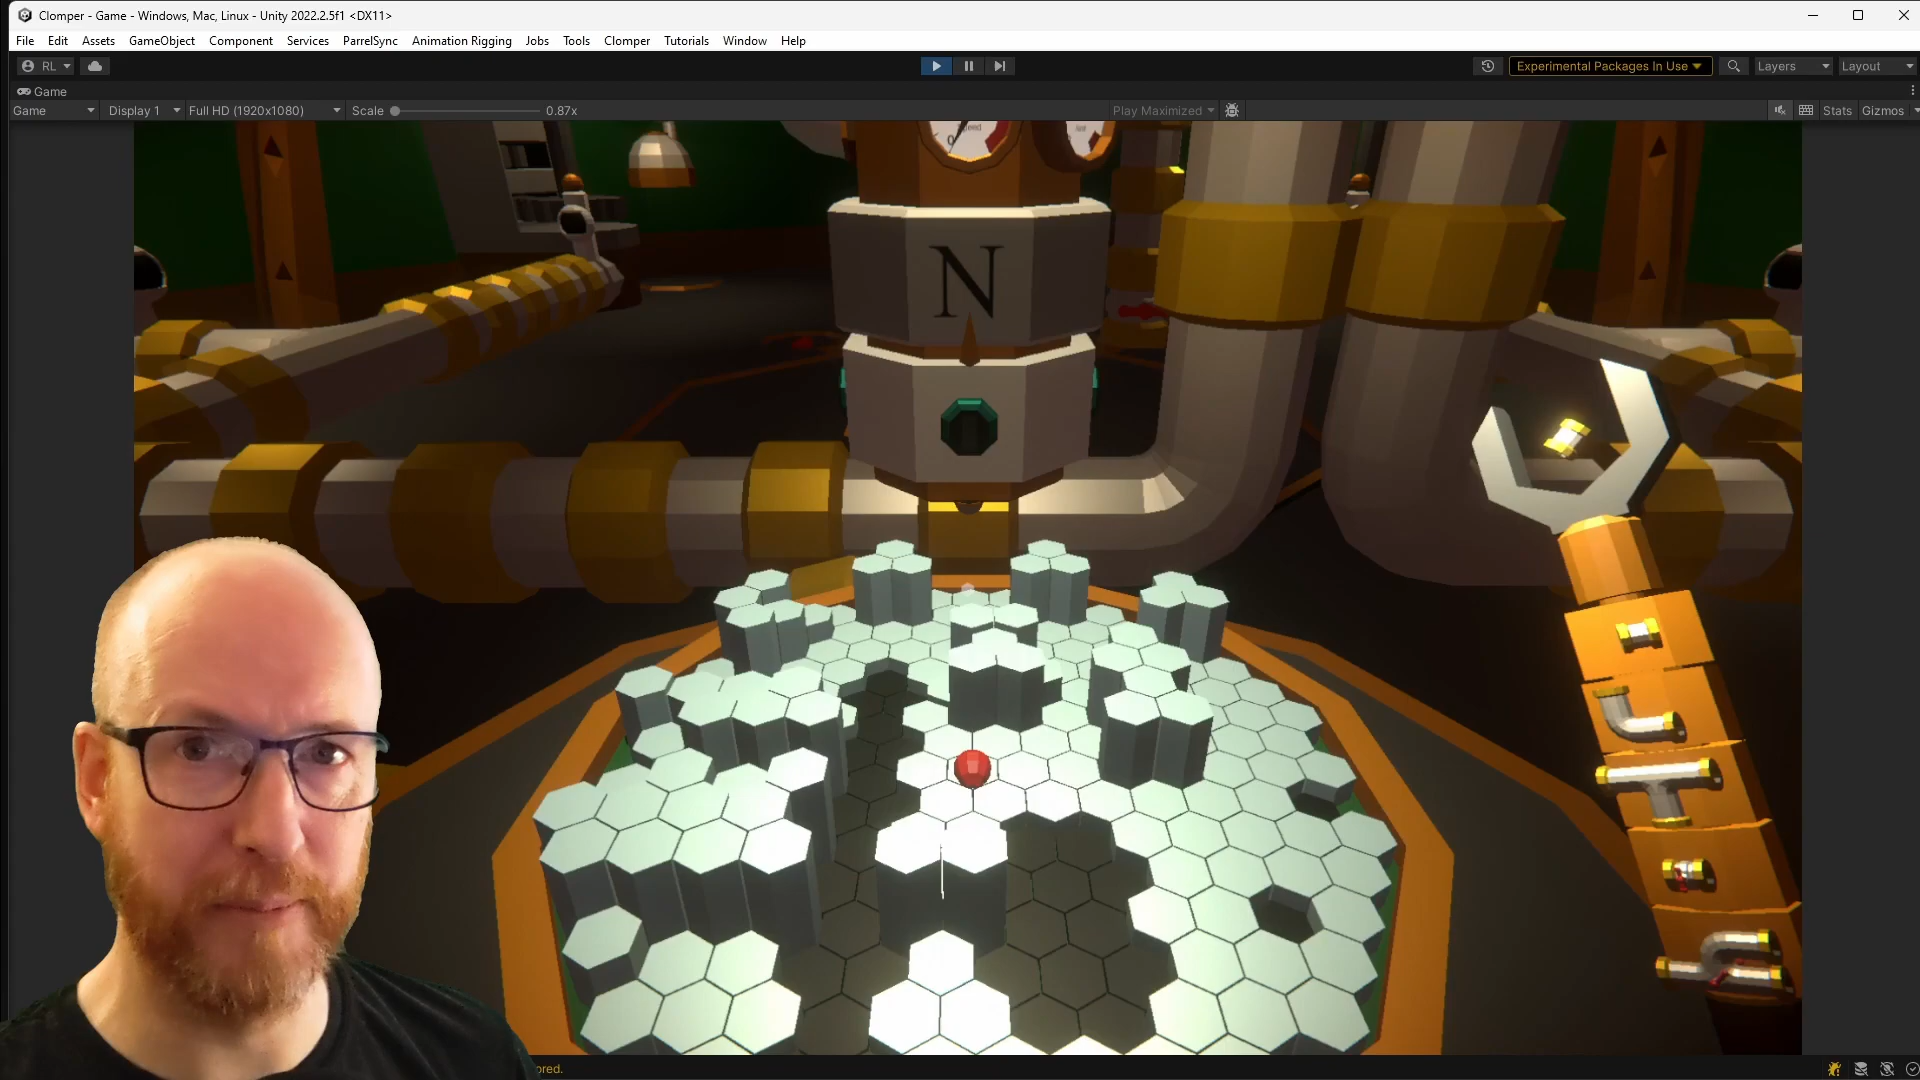 Clomper - Game - Windows, Mac, Linux - Unity 2022.2.5f1 <DX11>
File Edit Assets GameObject Component Services ParrelSync Animation Rigging Jobs Tools Clomper Tutorials Window Help
RL Experimental Packages In Use Layers Layout
Game
Game Display 1 Full HD (1920x1080) Scale 0.87x Play Maximized Stats Gizmos
0
N
ored.